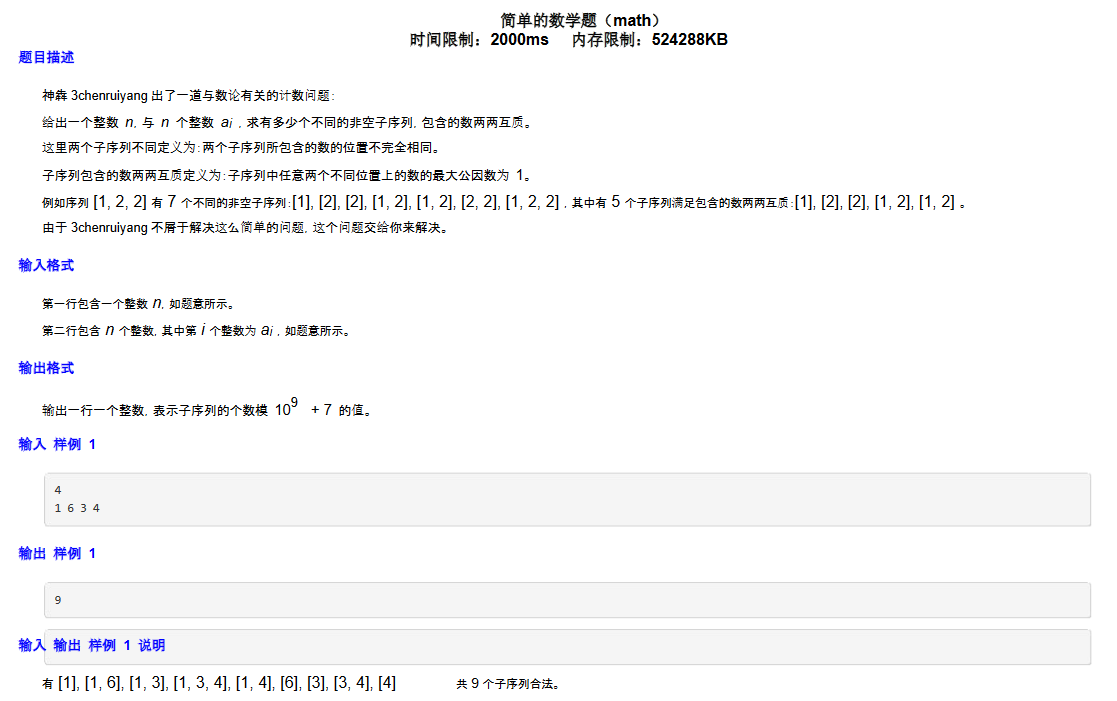 简单的数学题（math）
时间限制：2000ms 内存限制：524288KB
题目描述
神犇 3chenruiyang 出了一道与数论有关的计数问题：
给出一个整数 n, 与 n 个整数 ai , 求有多少个不同的非空子序列, 包含的数两两互质。
这里两个子序列不同定义为：两个子序列所包含的数的位置不完全相同。
子序列包含的数两两互质定义为：子序列中任意两个不同位置上的数的最大公因数为 1。
例如序列 [1, 2, 2] 有 7 个不同的非空子序列：[1], [2], [2], [1, 2], [1, 2], [2, 2], [1, 2, 2] , 其中有 5 个子序列满足包含的数两两互质：[1], [2], [2], [1, 2], [1, 2] 。
由于 3chenruiyang 不屑于解决这么简单的问题, 这个问题交给你来解决。
输入格式
第一行包含一个整数 n, 如题意所示。
第二行包含 n 个整数, 其中第 i 个整数为 ai , 如题意所示。
输出格式
输出一行一个整数, 表示子序列的个数模 10^9 + 7 的值。
输入 样例 1
4
1 6 3 4
输出 样例 1
9
输入 输出 样例 1 说明
有 [1], [1, 6], [1, 3], [1, 3, 4], [1, 4], [6], [3], [3, 4], [4] 共 9 个子序列合法。